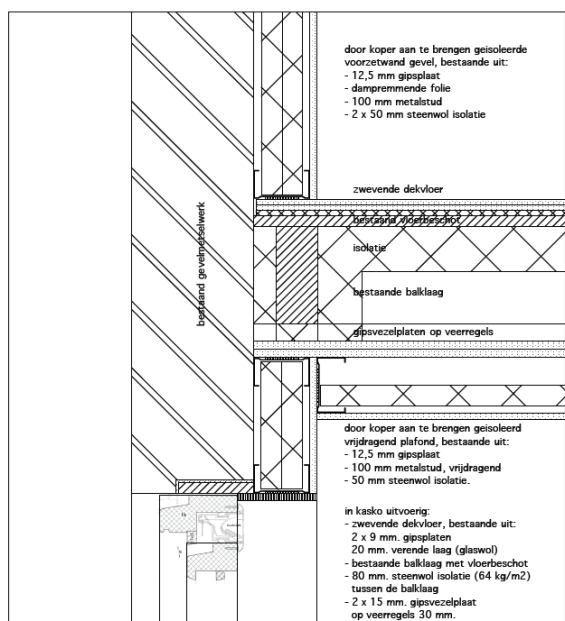 door koper aan te brengen geisoleerde
voorzetwand gevel, bestaande uit:
- 12,5 mm gipsplaat
- dampremmende folie
- 100 mm metalstud
- 2 x 50 mm steenwol isolatie
zwevende dekvloer
bestaand vloerbeschot
isolatie
bestaand gevelmetselwerk
bestaande balklaag
gipsvezelplaten op veerregels
door koper aan te brengen geisoleerd
vrijdragend plafond, bestaande uit:
- 12,5 mm gipsplaat
- 100 mm metalstud, vrijdragend
- 50 mm steenwol isolatie.
in kasko uitvoerig:
- zwevende dekvloer, bestaande uit:
2 x 9 mm. gipsplaten
20 mm. verende laag (glaswol)
- bestaande balklaag met vloerbeschot
- 80 mm. steenwol isolatie (64 kg/m2)
tussen de balklaag
- 2 x 15 mm. gipsvezelplaat
op veerregels 30 mm.